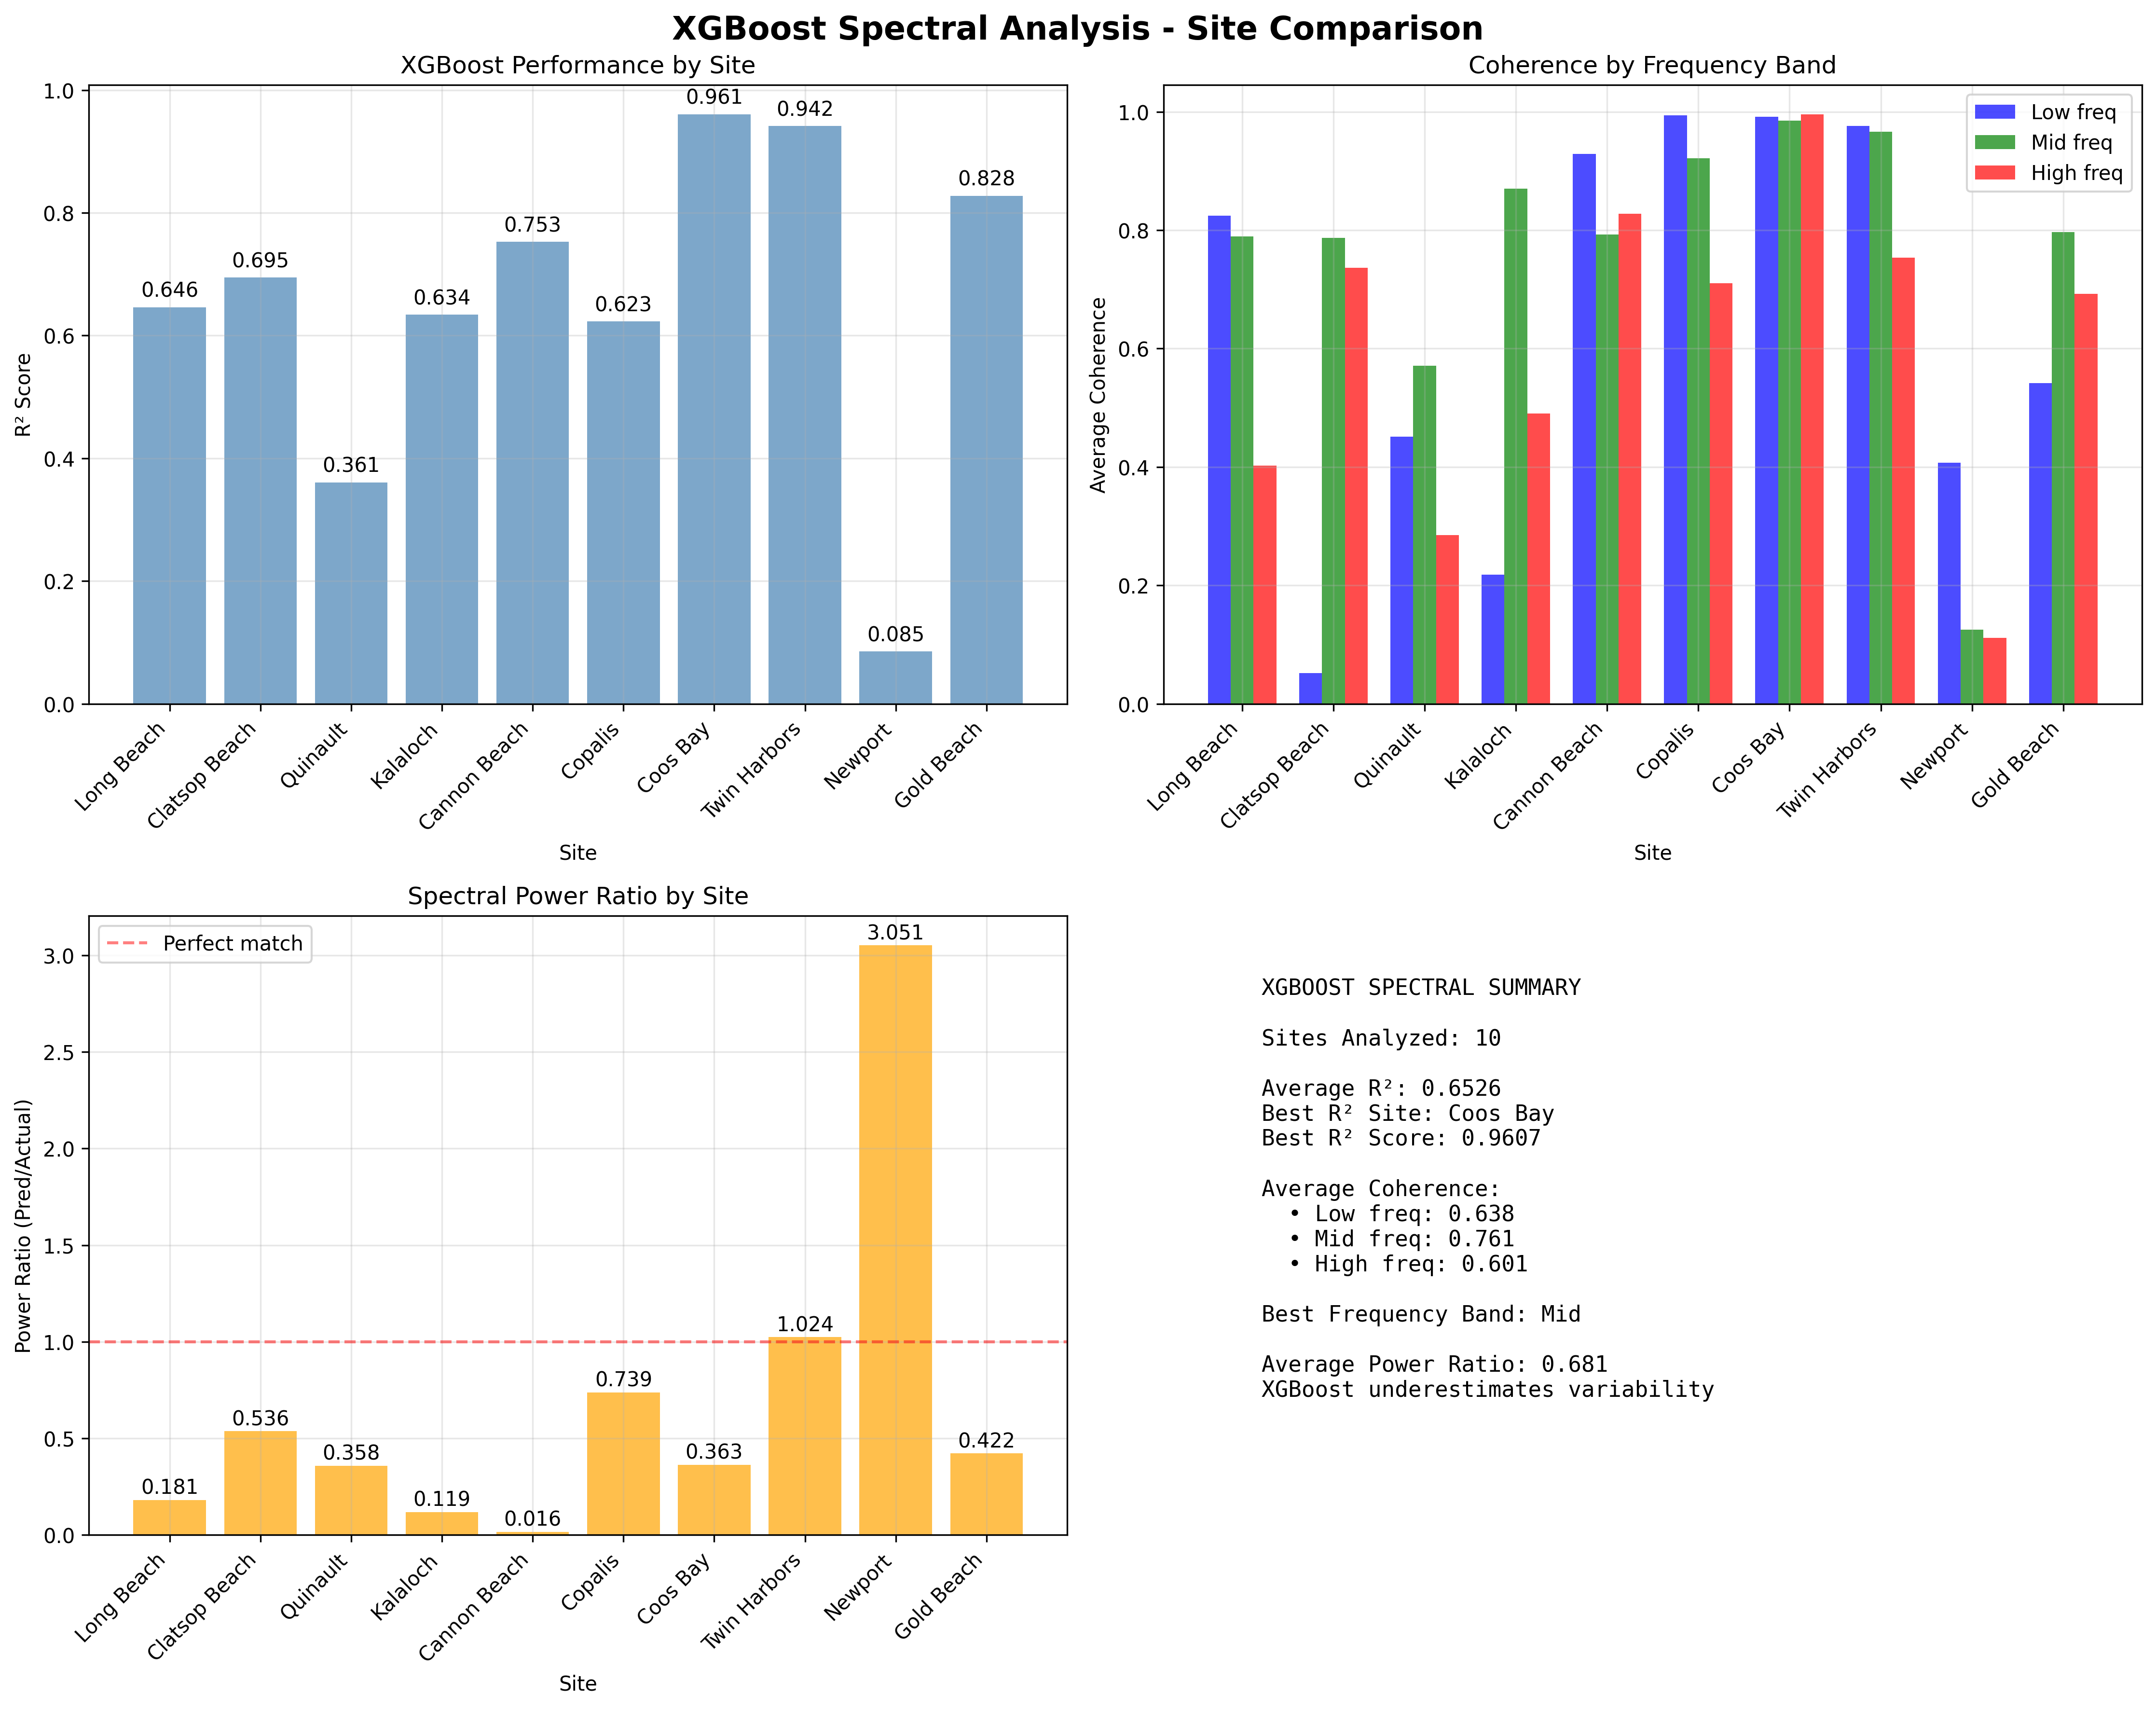 XGBoost Spectral Analysis - Site Comparison
XGBoost Performance by Site
R² Score
1.0
0.8
0.6
0.4
0.2
0.0
0.646
0.695
0.361
0.634
0.753
0.623
0.961
0.942
0.085
0.828
Long Beach
Clatsop Beach
Quinault
Kalaloch
Cannon Beach
Copalis
Coos Bay
Twin Harbors
Newport
Gold Beach
Site
Coherence by Frequency Band
Average Coherence
1.0
0.8
0.6
0.4
0.2
0.0
Low freq
Mid freq
High freq
Long Beach
Clatsop Beach
Quinault
Kalaloch
Cannon Beach
Copalis
Coos Bay
Twin Harbors
Newport
Gold Beach
Site
Spectral Power Ratio by Site
Power Ratio (Pred/Actual)
3.0
2.5
2.0
1.5
1.0
0.5
0.0
Perfect match
0.181
0.536
0.358
0.119
0.016
0.739
0.363
1.024
3.051
0.422
Long Beach
Clatsop Beach
Quinault
Kalaloch
Cannon Beach
Copalis
Coos Bay
Twin Harbors
Newport
Gold Beach
Site
XGBOOST SPECTRAL SUMMARY
Sites Analyzed: 10
Average R²: 0.6526
Best R² Site: Coos Bay
Best R² Score: 0.9607
Average Coherence:
• Low freq: 0.638
• Mid freq: 0.761
• High freq: 0.601
Best Frequency Band: Mid
Average Power Ratio: 0.681
XGBoost underestimates variability